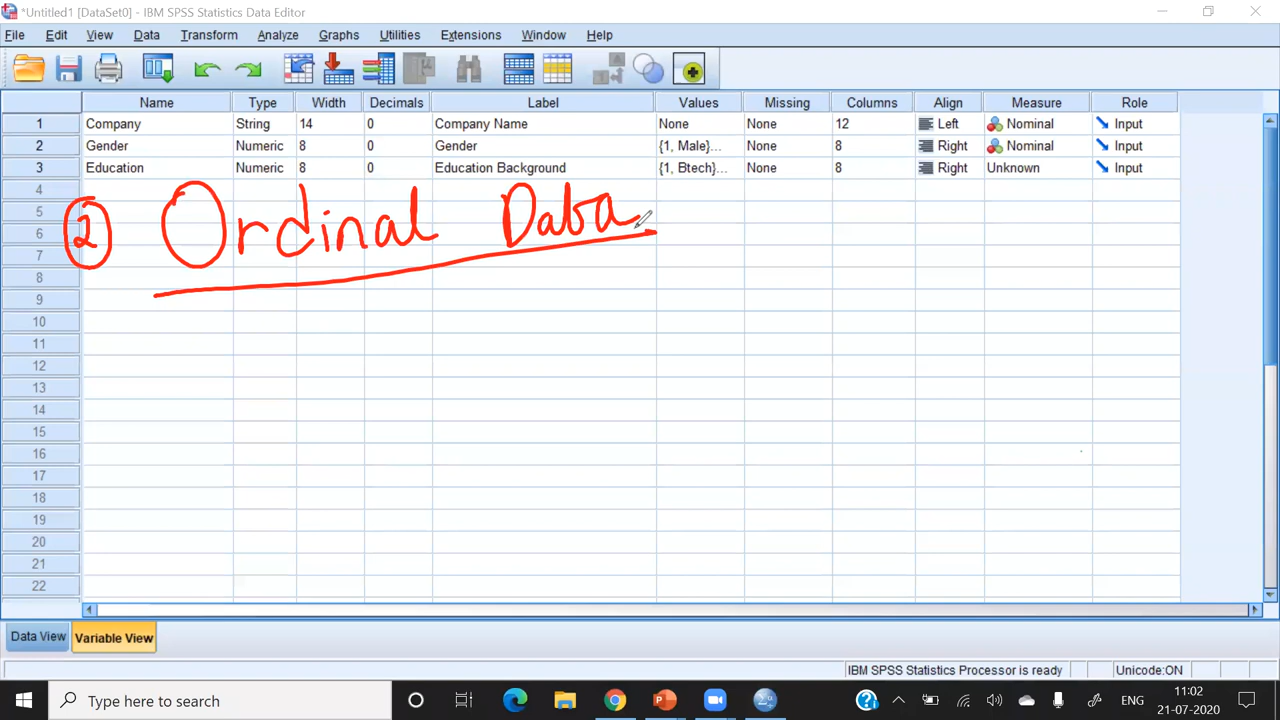 *Untitled1 [DataSet0] - IBM SPSS Statistics Data Editor
File Edit View Data Transform Analyze Graphs Utilities Extensions Window Help
Name Type Width Decimals Label Values Missing Columns Align Measure Role
1 Company String 14 0 Company Name None None 12 Left Nominal Input
2 Gender Numeric 8 0 Gender {1, Male}... None 8 Right Nominal Input
3 Education Numeric 8 0 Education Background {1, Btech}... None 8 Right Unknown Input
4
5
6
② Ordinal Data
7
8
9
10
11
12
13
14
15
16
17
18
19
20
21
22
Data View Variable View
IBM SPSS Statistics Processor is ready Unicode:ON
Type here to search ENG 11:02
21-07-2020